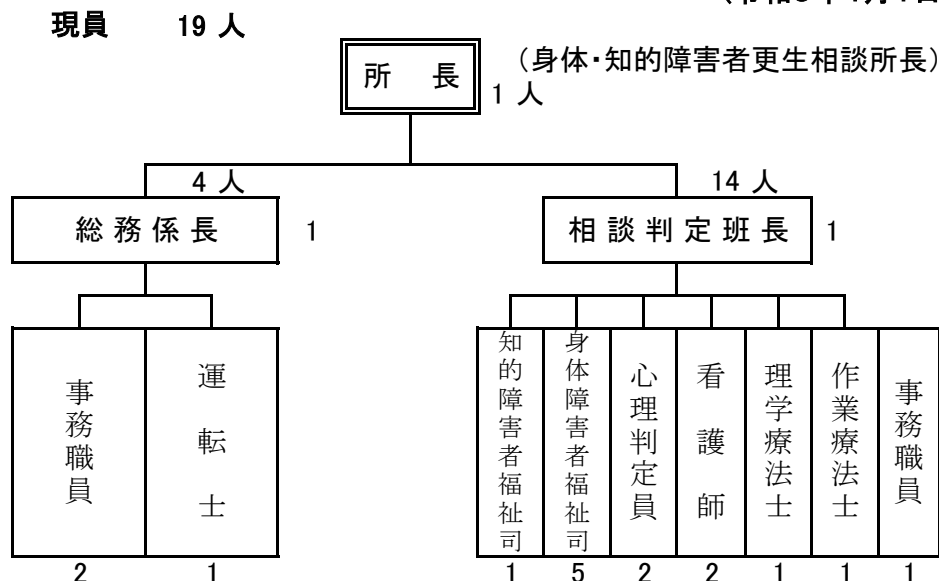 現員 19 人
所 長
(身体・知的障害者更生相談所長)
1 人
4 人
14 人
総務係長
1
相談判定班長
1
事務職員
運転士
知的障害者福祉司
身体障害者福祉司
心理判定員
看護師
理学療法士
作業療法士
事務職員
2 1 1 5 2 2 1 1 1